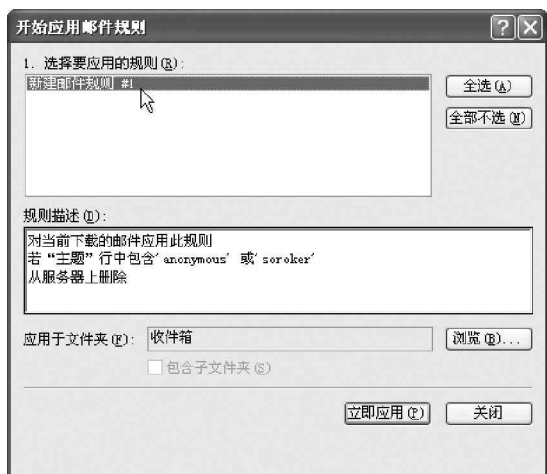 开始应用邮件规则
1. 选择要应用的规则(R):
新建邮件规则 #1
全选(A)
全部不选(N)
规则描述(D):
对当前下载的邮件应用此规则
若“主题”行中包含'anonymous' 或'soroker'
从服务器上删除
应用于文件夹(F):
收件箱
浏览(B)...
包含子文件夹(S)
立即应用(P)
关闭